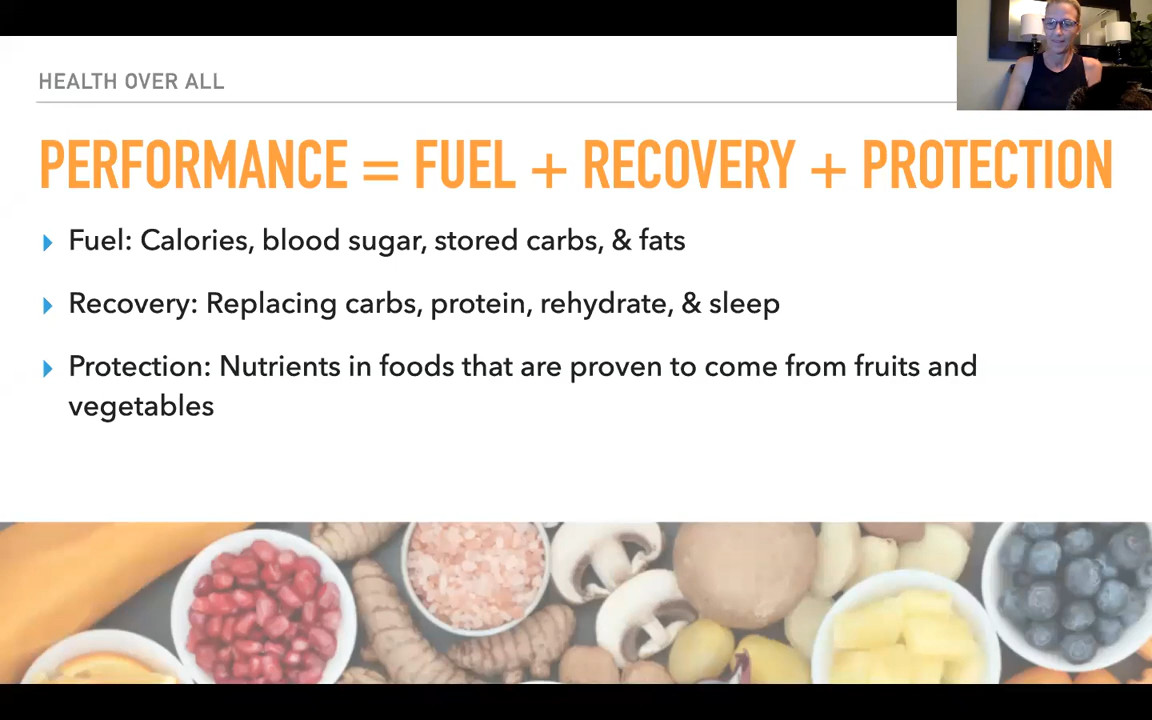 HEALTH OVER ALL
PERFORMANCE = FUEL + RECOVERY + PROTECTION
Fuel: Calories, blood sugar, stored carbs, & fats
Recovery: Replacing carbs, protein, rehydrate, & sleep
Protection: Nutrients in foods that are proven to come from fruits and
vegetables